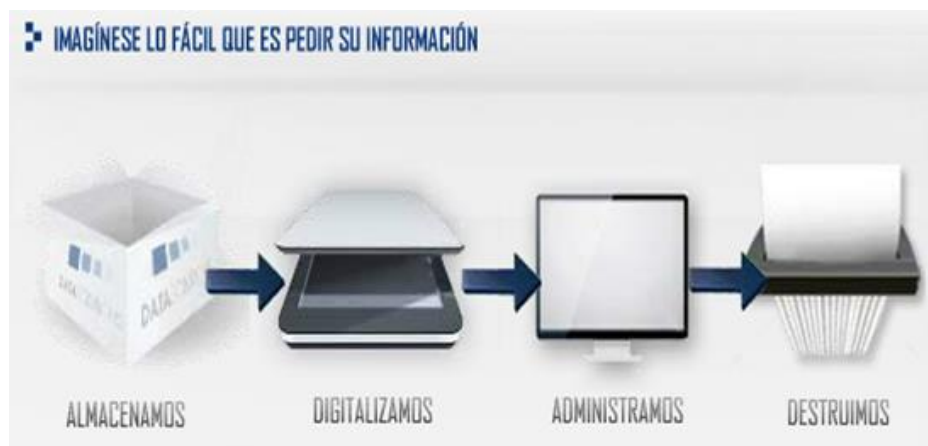 IMAGÍNESE LO FÁCIL QUE ES PEDIR SU INFORMACIÓN
ALMACENAMOS
DIGITALIZAMOS
ADMINISTRAMOS
DESTRUIMOS